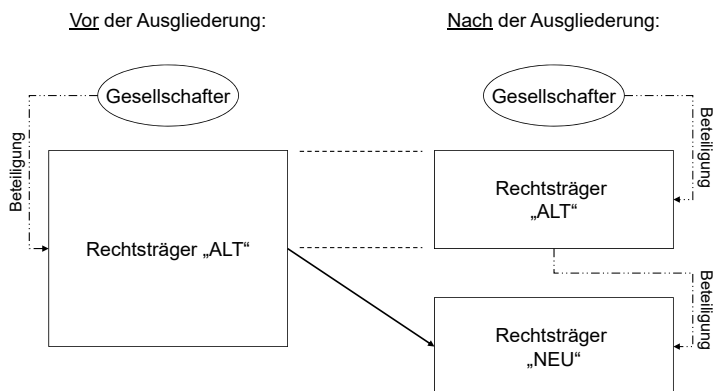 Vor der Ausgliederung:
Gesellschafter
Beteiligung
Rechtsträger „ALT“
Nach der Ausgliederung:
Gesellschafter
Beteiligung
Rechtsträger
„ALT“
Beteiligung
Rechtsträger
„NEU“